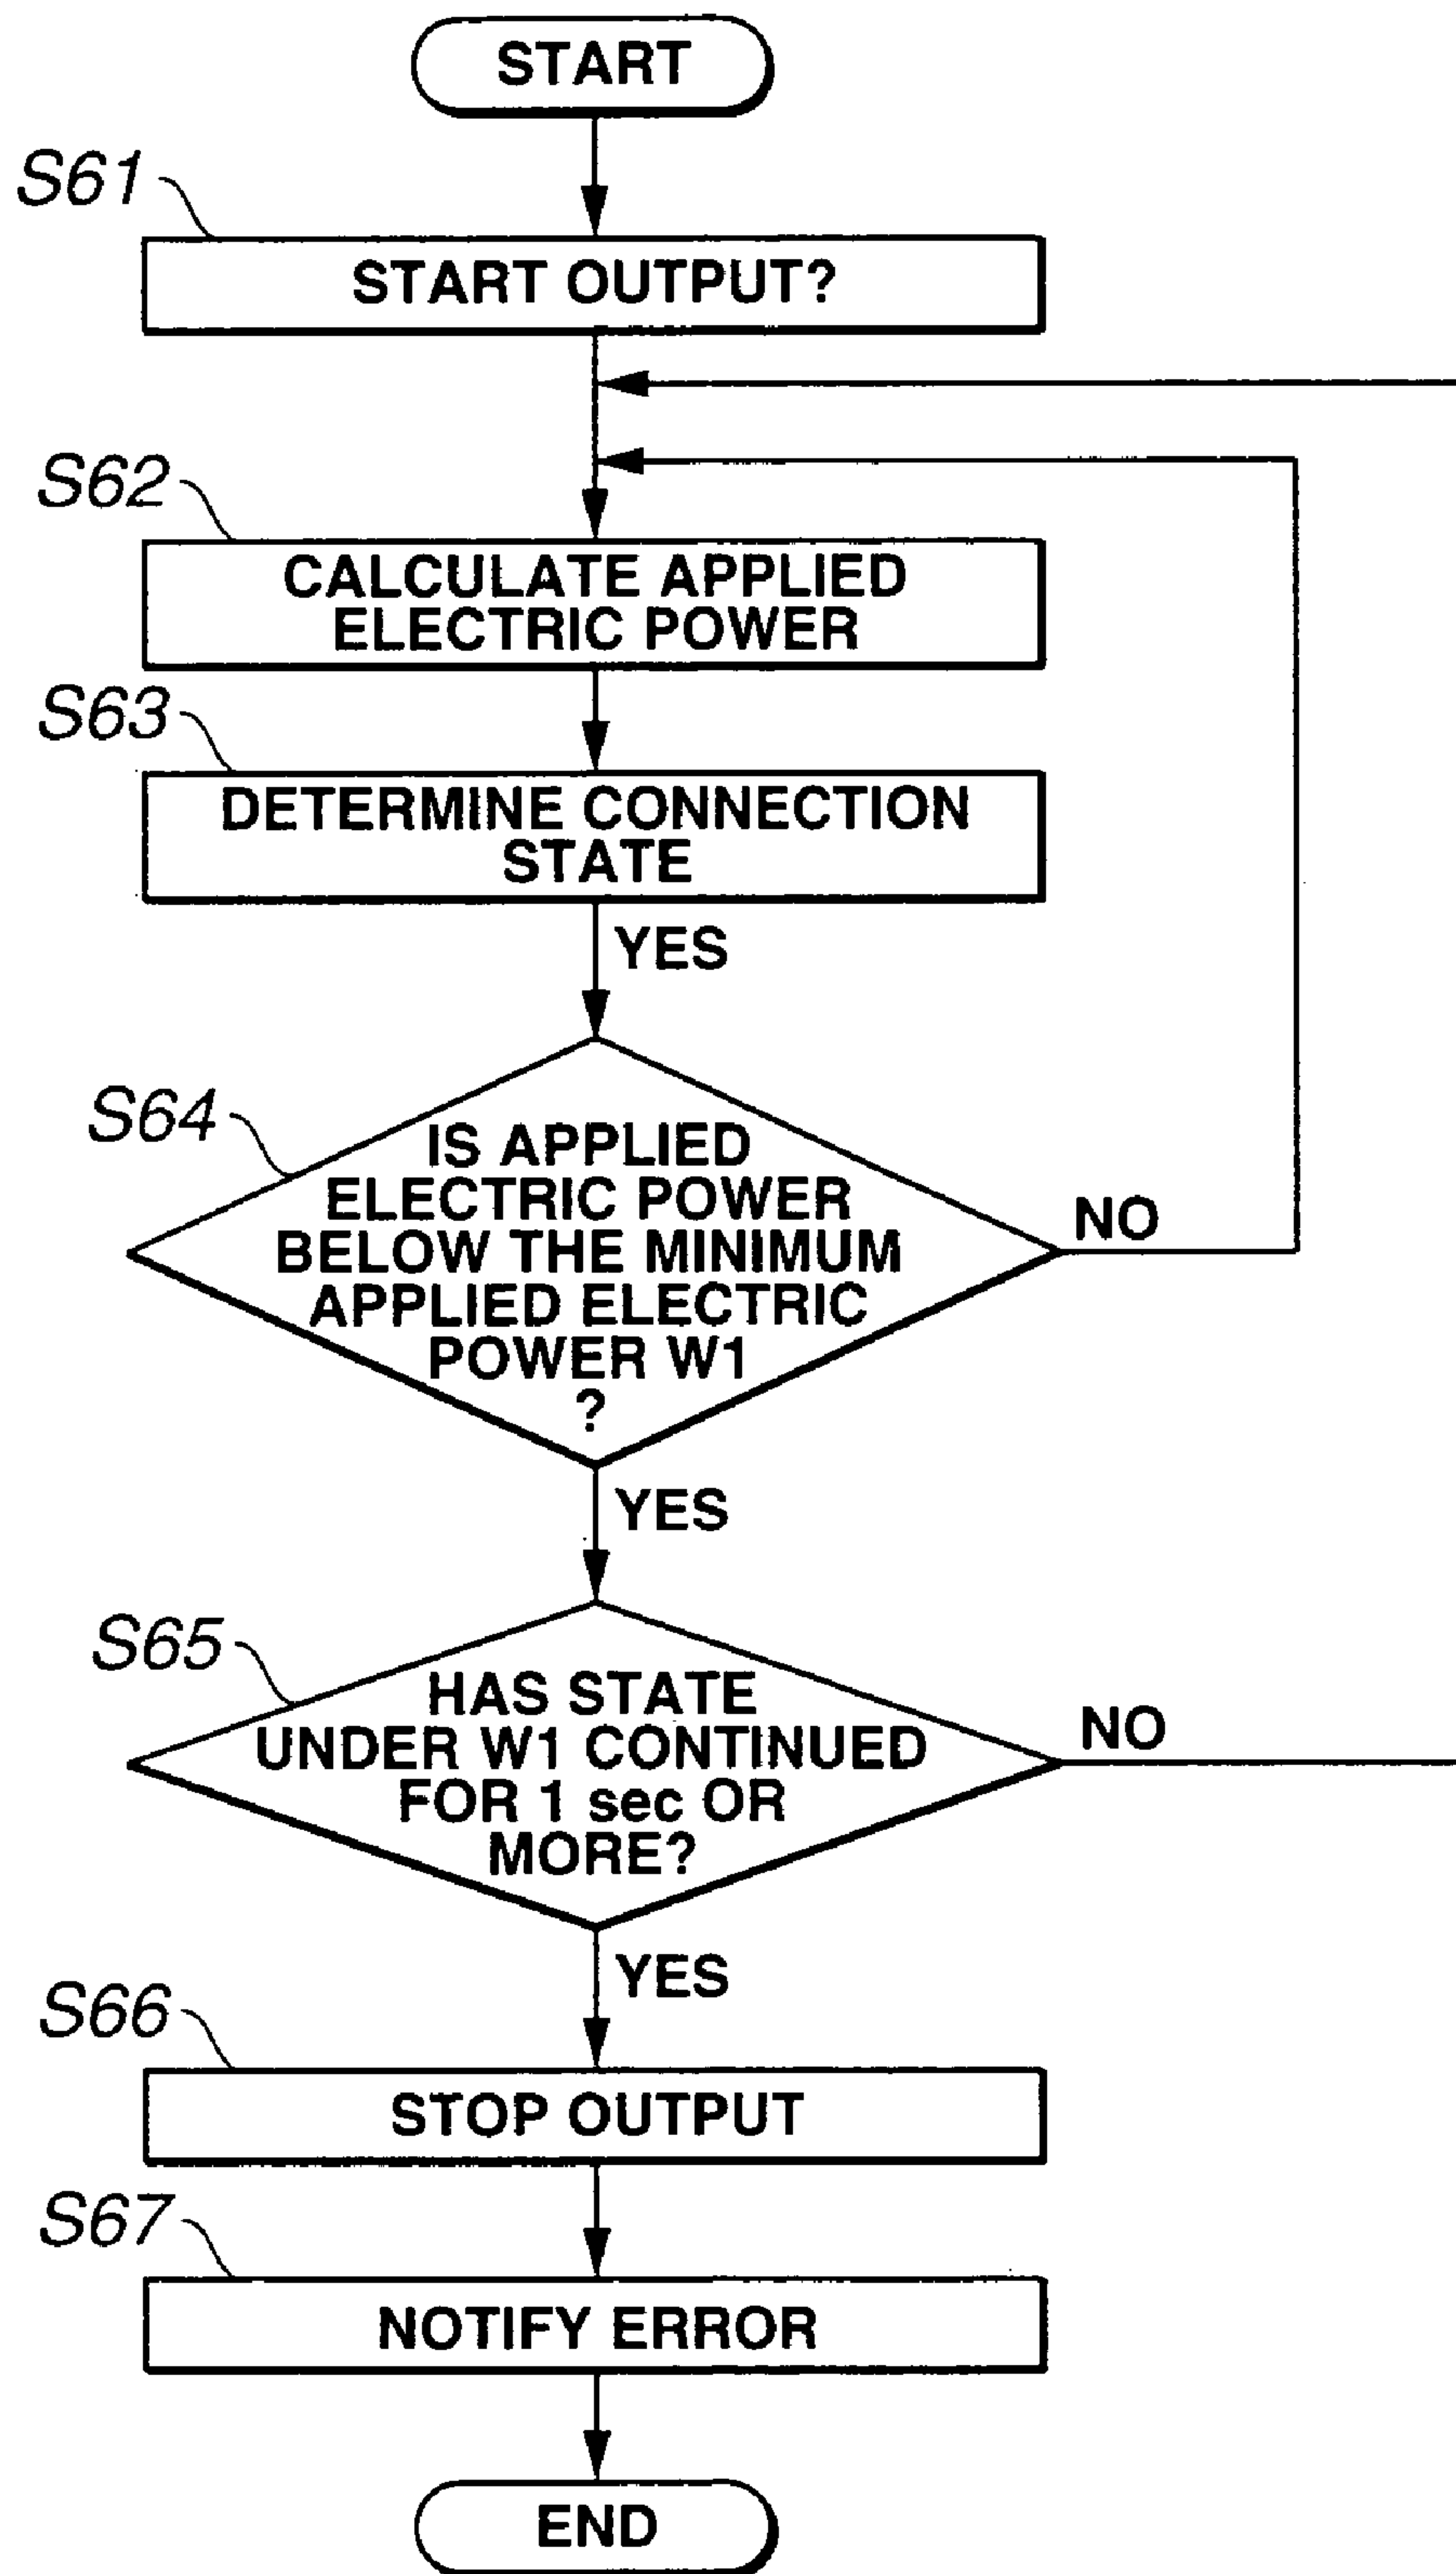 START
S61
START OUTPUT?
S62
CALCULATE APPLIED
ELECTRIC POWER
S63
DETERMINE CONNECTION
STATE
YES
S64
IS APPLIED
ELECTRIC POWER
BELOW THE MINIMUM
APPLIED ELECTRIC
POWER W1
?
NO
YES
S65
HAS STATE
UNDER W1 CONTINUED
FOR 1 sec OR
MORE?
NO
YES
S66
STOP OUTPUT
S67
NOTIFY ERROR
END